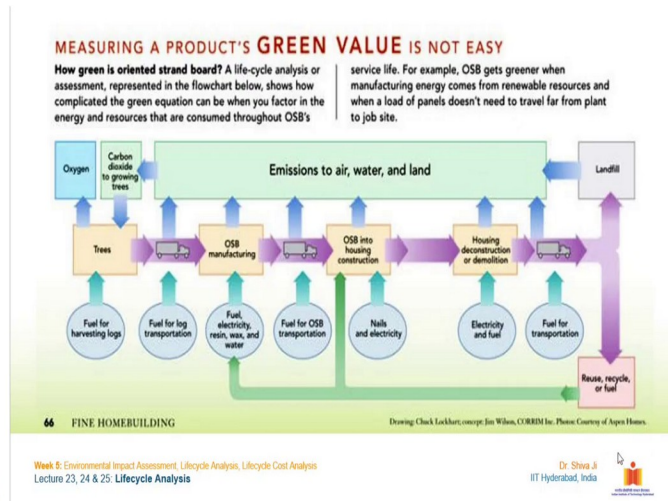 MEASURING A PRODUCT'S GREEN VALUE IS NOT EASY
How green is oriented strand board? A life-cycle analysis or
assessment, represented in the flowchart below, shows how
complicated the green equation can be when you factor in the
energy and resources that are consumed throughout OSB's
service life. For example, OSB gets greener when
manufacturing energy comes from renewable resources and
when a load of panels doesn't need to travel far from plant
to job site.
Oxygen
Carbon
dioxide
to growing
trees
Emissions to air, water, and land
Landfill
Trees
OSB
manufacturing
OSB into
housing
construction
Housing
deconstruction
or demolition
Fuel for
harvesting logs
Fuel for log
transportation
Fuel,
electricity,
resin, wax, and
water
Fuel for OSB
transportation
Nails
and electricity
Electricity
and fuel
Fuel for
transportation
Reuse, recycle,
or fuel
66 FINE HOMEBUILDING
Drawing: Chuck Lockhart; concept: Jim Wilson, CORRIM Inc. Photo: Courtesy of Aspen Homes.
Week 5: Environmental Impact Assessment, Lifecycle Analysis, Lifecycle Cost Analysis
Lecture 23, 24 & 25: Lifecycle Analysis
Dr. Shiva Ji
IIT Hyderabad, India